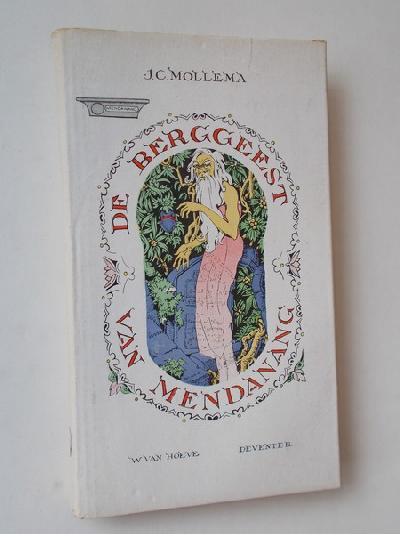 J.C. MOLLEMA
DE BERGGEEST
VAN MENDANANG
W. VAN HOEVE DEVENTER